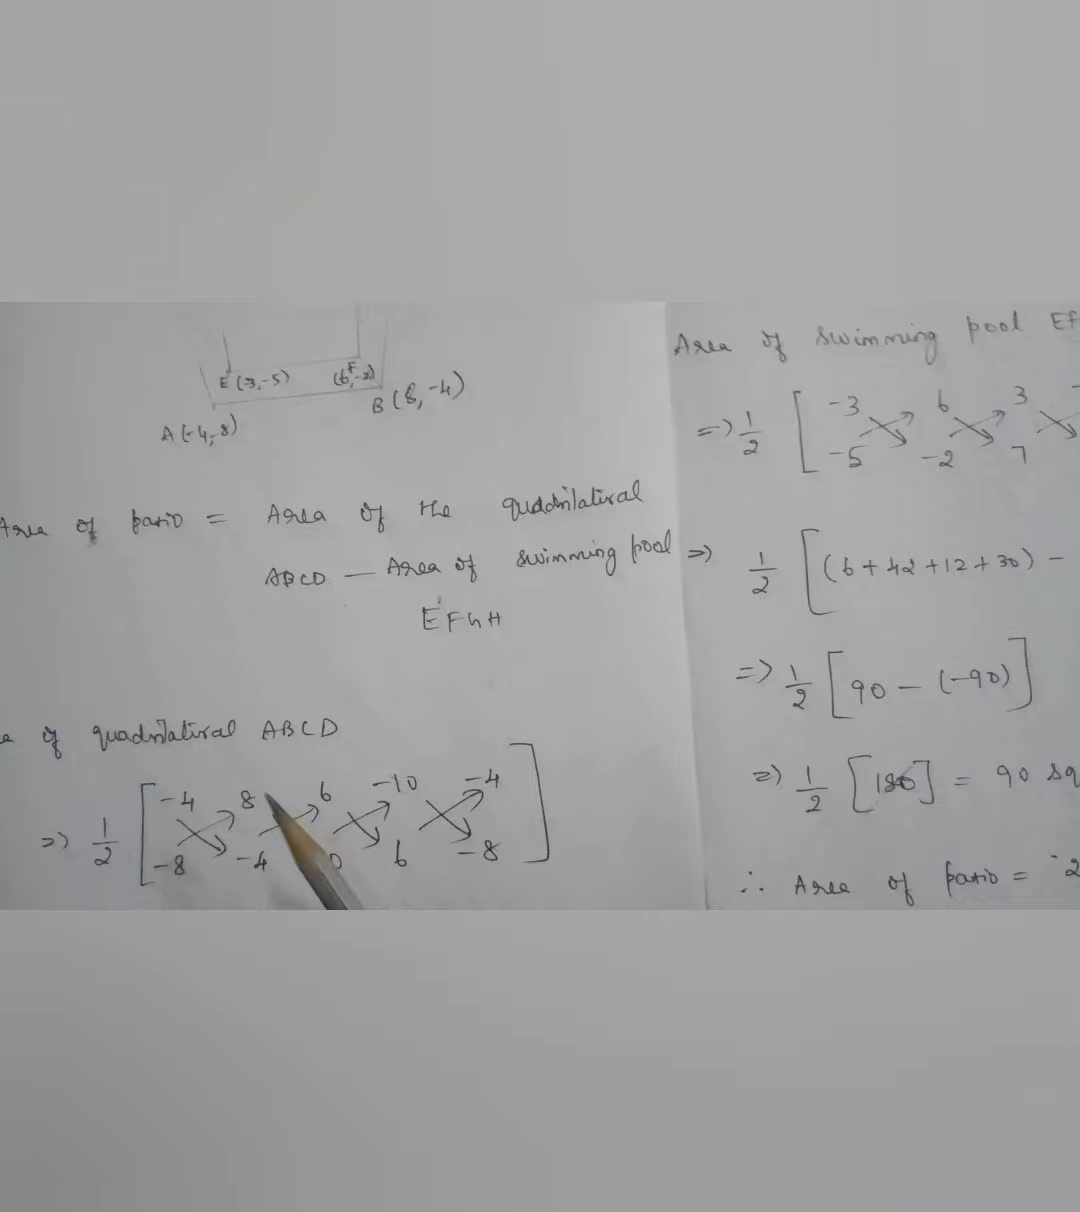 E (-3,-5) F (6,-2)
A (-4,-8) B (8, -4)
Area of patio = Area of the quadrilateral
ABCD — Area of swimming pool
EFGH
of quadrilateral ABCD
=> 1/2 [ -4 8 6 -10 -4 ]
-8 -4 6 -8
Area of swimming pool EF
=> 1/2 [ -3 6 3
-5 -2 7
=> 1/2 [ (6 + 42 + 12 + 30) -
=> 1/2 [ 90 - (-90) ]
=> 1/2 [180] = 90 sq
∴ Area of patio =